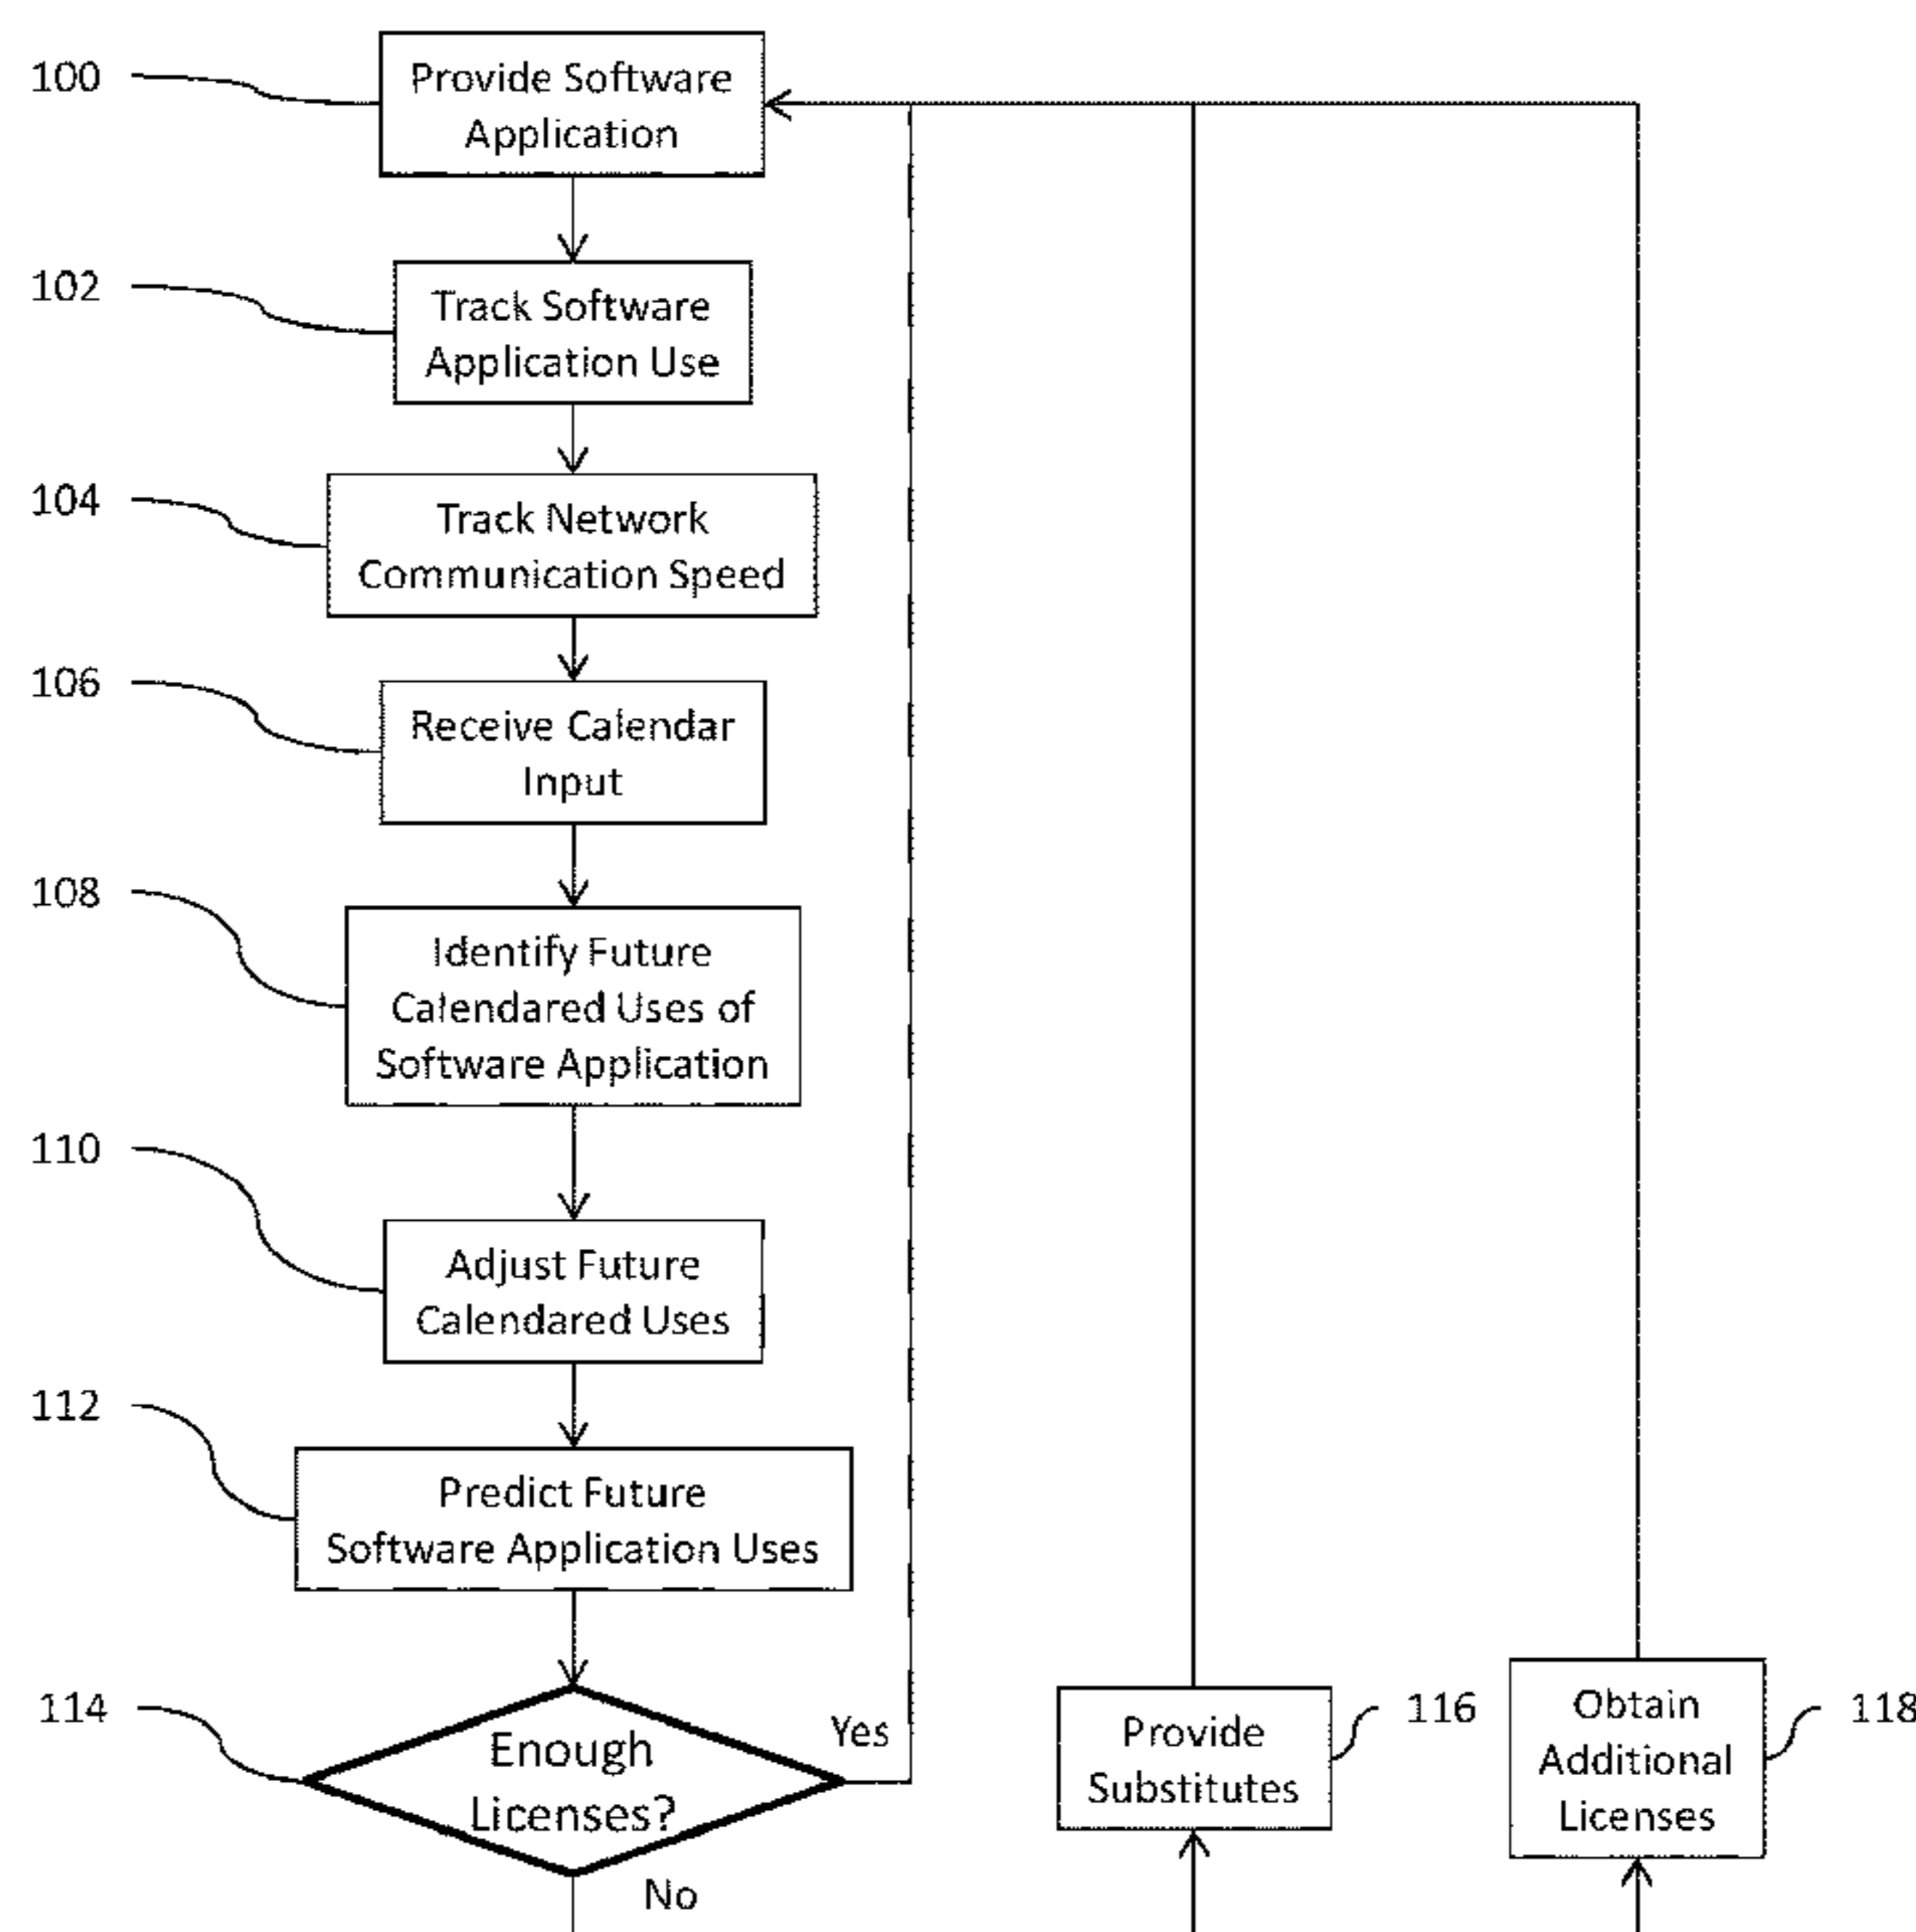 100
Provide Software
Application
102
Track Software
Application Use
104
Track Network
Communication Speed
106
Receive Calendar
Input
108
Identify Future
Calendared Uses of
Software Application
110
Adjust Future
Calendared Uses
112
Predict Future
Software Application Uses
114
Enough
Licenses?
Yes
No
Provide
Substitutes
116
Obtain
Additional
Licenses
118